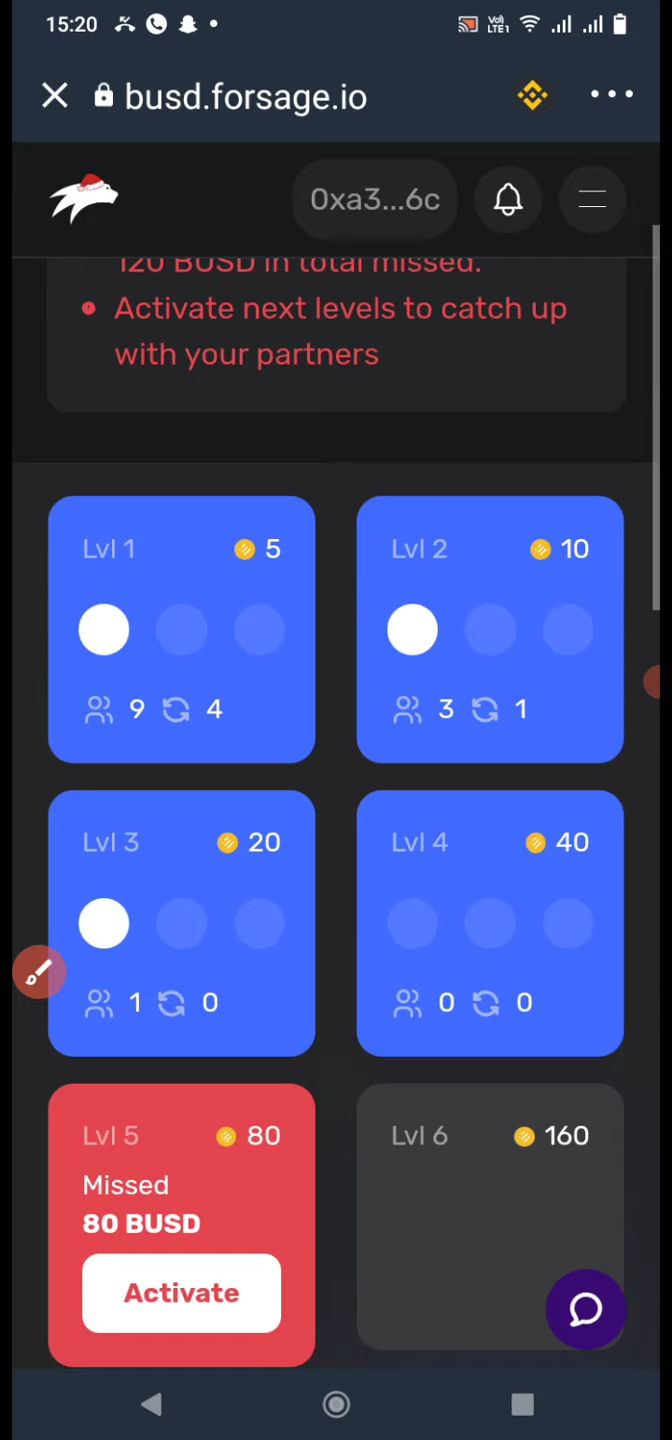 15:20
Vo) LTE1
busd.forsage.io
0xa3...6c
120 BUSD in total missed.
Activate next levels to catch up
with your partners
Lvl 1 5
Lvl 2 10
9 4
3 1
Lvl 3 20
Lvl 4 40
1 0
0 0
Lvl 5 80
Lvl 6 160
Missed
80 BUSD
Activate